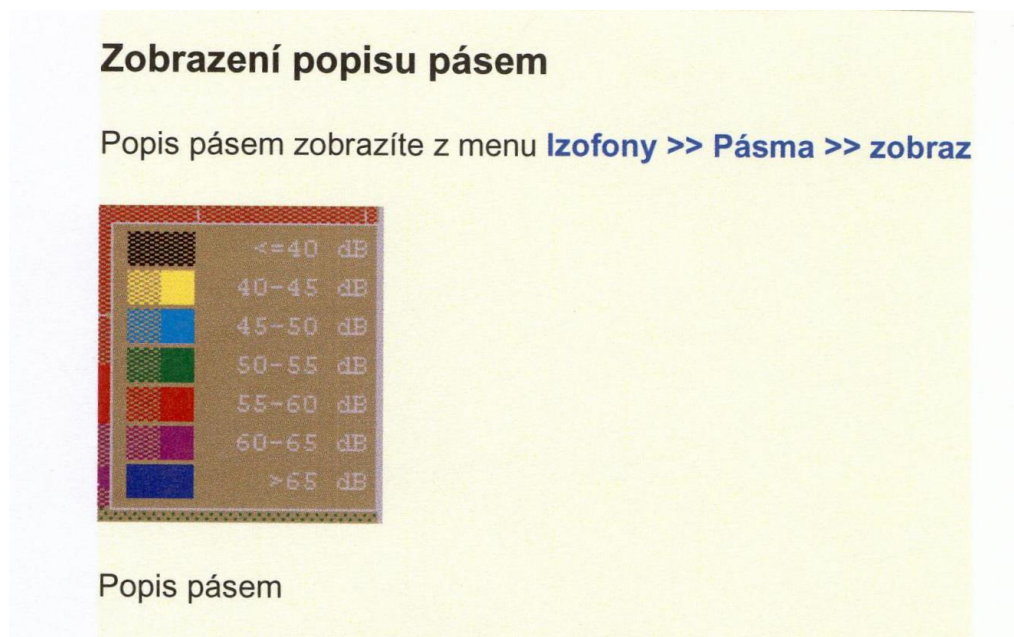 Zobrazení popisu pásem
Popis pásem zobrazíte z menu Izofony >> Pásma >> zobraz
<=40 dB
40-45 dB
45-50 dB
50-55 dB
55-60 dB
60-65 dB
>65 dB
Popis pásem